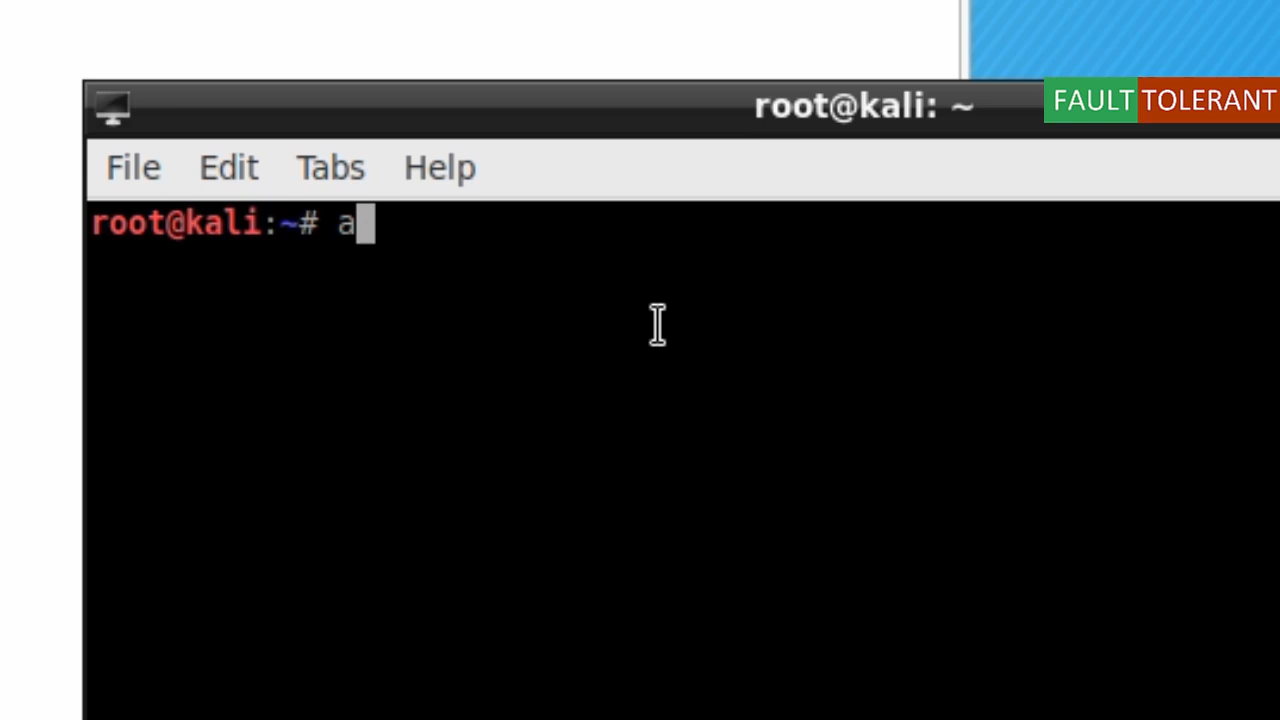 root@kali: ~
FAULT TOLERANT
File Edit Tabs Help
root@kali:~# a